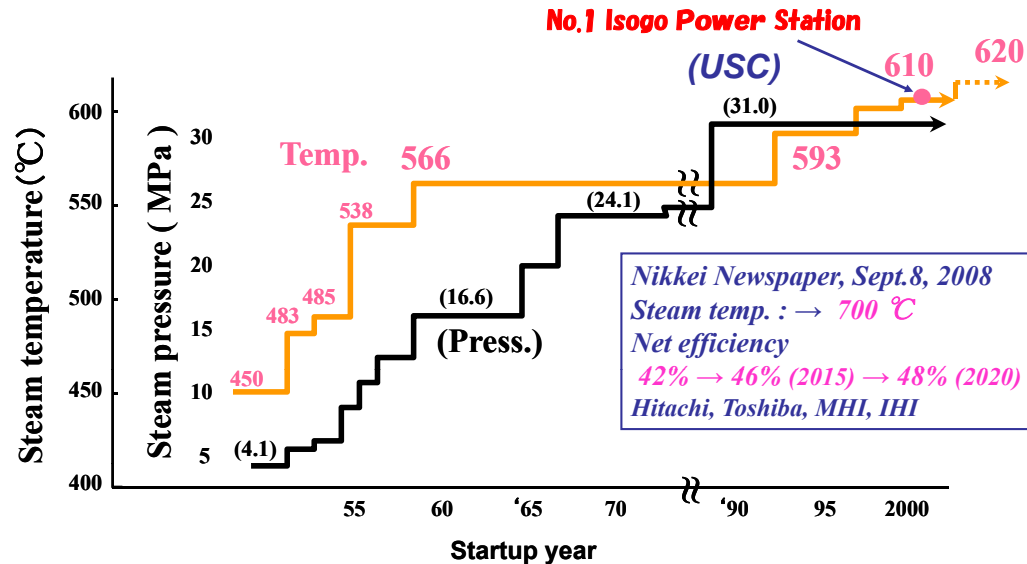 No.1 Isogo Power Station
(USC)
610
620
600
30
(31.0)
Temp.
566
593
550
25
538
(24.1)
20
Nikkei Newspaper, Sept.8, 2008
Steam temp. : → 700 ℃
Net efficiency
42% → 46% (2015) → 48% (2020)
Hitachi, Toshiba, MHI, IHI
500
485
483
15
(16.6)
(Press.)
450
10
450
5
(4.1)
400
Steam temperature(℃)
Steam pressure ( MPa)
55 60 ‘65 70 ‘90 95 2000
Startup year